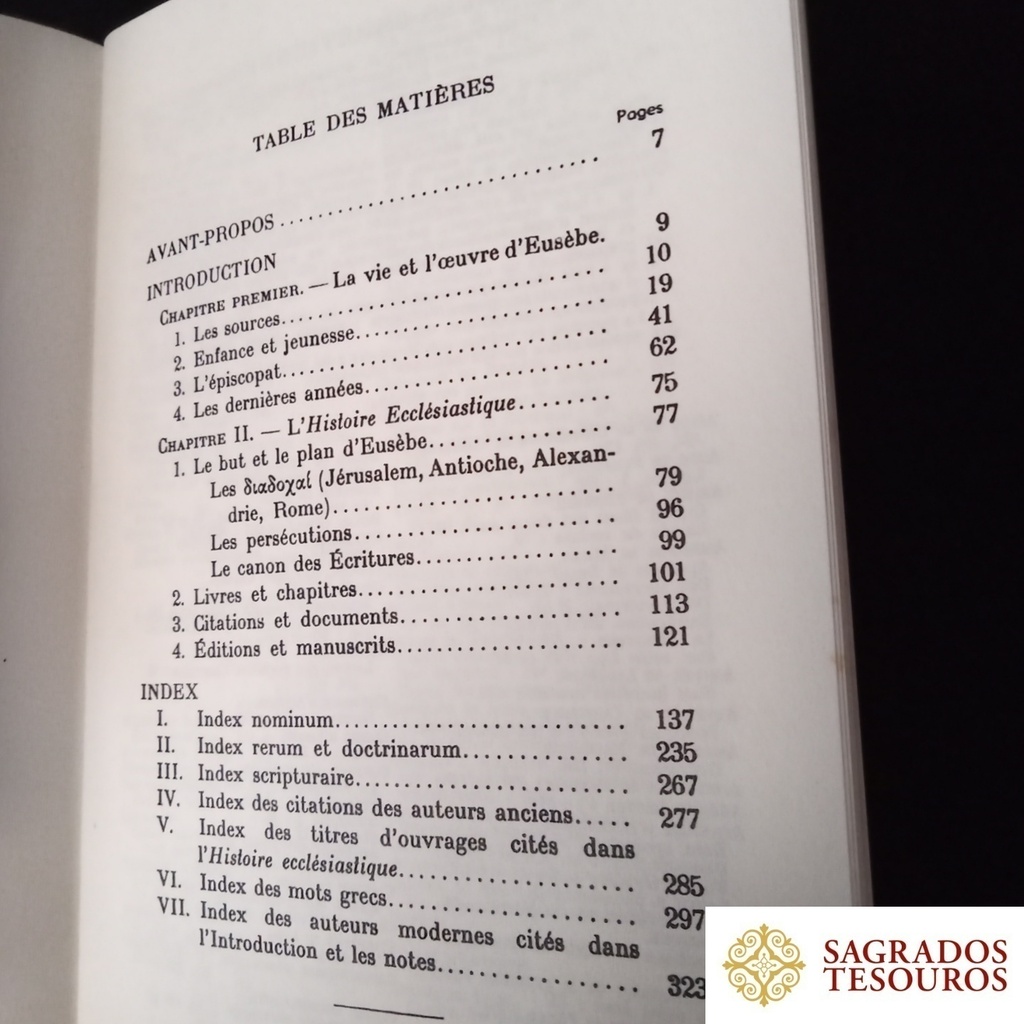 TABLE DES MATIÈRES
Pages
AVANT-PROPOS.............................. 7
INTRODUCTION
CHAPITRE PREMIER. — La vie et l'œuvre d'Eusèbe. 9
1. Les sources............................ 10
2. Enfance et jeunesse..................... 19
3. L'épiscopat............................ 41
4. Les dernières années..................... 62
CHAPITRE II. — L'Histoire Ecclésiastique........ 75
1. Le but et le plan d'Eusèbe................ 77
Les διαδοχαί (Jérusalem, Antioche, Alexan-
drie, Rome)........................ 79
Les persécutions...................... 96
Le canon des Écritures................. 99
2. Livres et chapitres...................... 101
3. Citations et documents................... 113
4. Éditions et manuscrits................... 121
INDEX
I. Index nominum......................... 137
II. Index rerum et doctrinarum.............. 235
III. Index scripturaire....................... 267
IV. Index des citations des auteurs anciens..... 277
V. Index des titres d'ouvrages cités dans
l'Histoire ecclésiastique.................... 285
VI. Index des mots grecs..................... 297
VII. Index des auteurs modernes cités dans
l'Introduction et les notes................. 323
SAGRADOS
TESOUROS